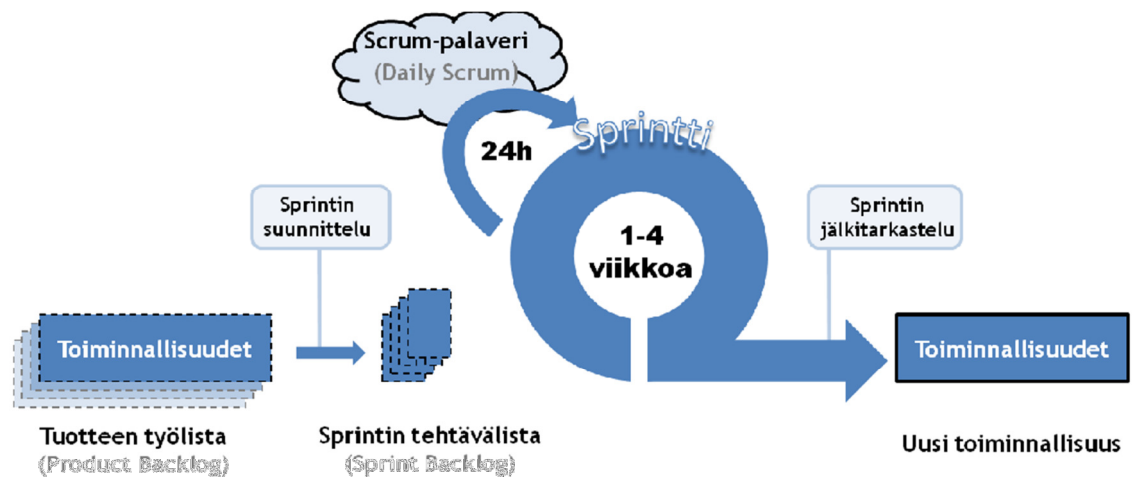 Scrum-palaveri
(Daily Scrum)
Sprintti
24h
Sprintin
suunnittelu
1-4
viikkoa
Sprintin
jälkitarkastelu
Toiminnallisuudet
Toiminnallisuudet
Tuotteen työlista
(Product Backlog)
Sprintin tehtävälista
(Sprint Backlog)
Uusi toiminnallisuus